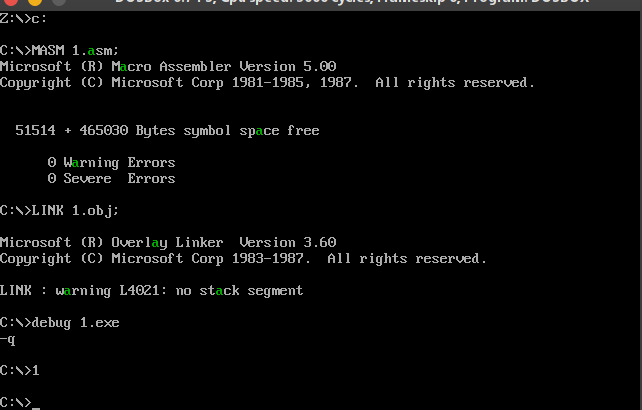 Z:\>c:
C:\>MASM 1.asm;
Microsoft (R) Macro Assembler Version 5.00
Copyright (C) Microsoft Corp 1981-1985, 1987.  All rights reserved.
51514 + 465030 Bytes symbol space free
0 Warning Errors
0 Severe  Errors
C:\>LINK 1.obj;
Microsoft (R) Overlay Linker  Version 3.60
Copyright (C) Microsoft Corp 1983-1987.  All rights reserved.
LINK : warning L4021: no stack segment
C:\>debug 1.exe
-q
C:\>1
C:\>_